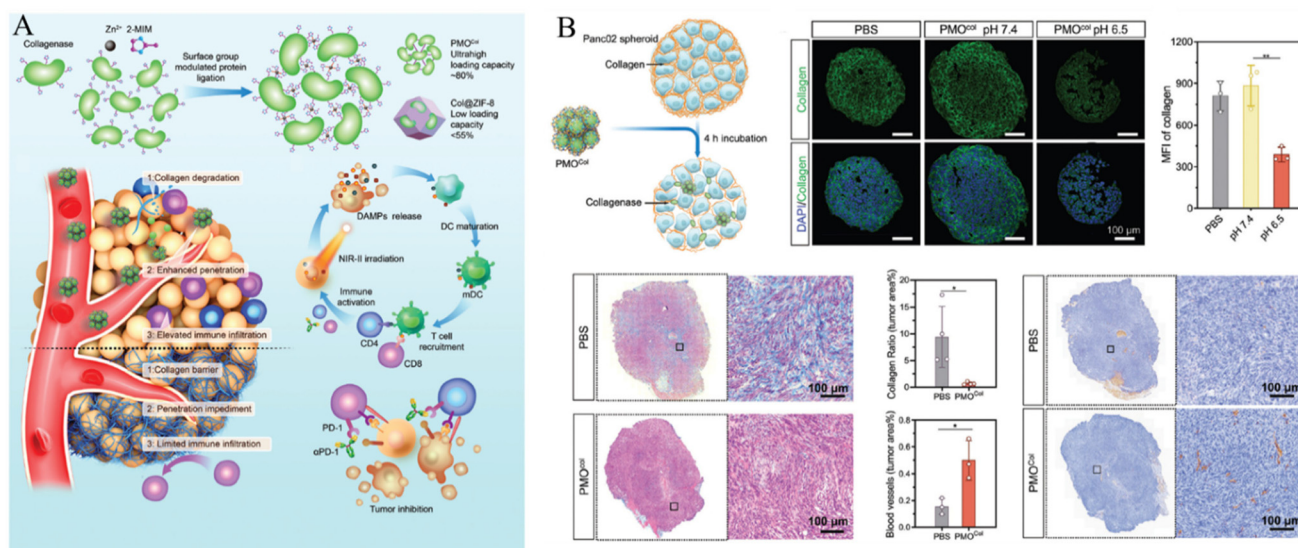 A
Collagenase
Zn²⁺ 2-MIM
Surface group
modulated protein
ligation
PMOCol
Ultrahigh
loading capacity
~80%
Col@ZIF-8
Low loading
capacity
<55%
1:Collagen degradation
2: Enhanced penetration
3: Elevated immune infiltration
1:Collagen barrier
2: Penetration impediment
3: Limited immune infiltration
DAMPs release
DC maturation
NIR-II irradiation
mDC
Immune
activation
T cell
recruitment
CD4
CD8
PD-1
αPD-1
Tumor inhibition
B
Panc02 spheroid
Collagen
PMOCol
4 h incubation
Collagenase
PBS
PMOcol pH 7.4
PMOcol pH 6.5
Collagen
DAPI/Collagen
100 μm
MFI of collagen
1200
900
600
300
0
**
PBS
pH 7.4
pH 6.5
PBS
100 μm
PMOcol
100 μm
Collagen Ratio (tumor area%)
20
15
10
5
0
*
PBS PMOCol
Blood vessels (tumor area%)
0.8
0.6
0.4
0.2
0.0
*
PBS PMOCol
PBS
100 μm
PMOCol
100 μm